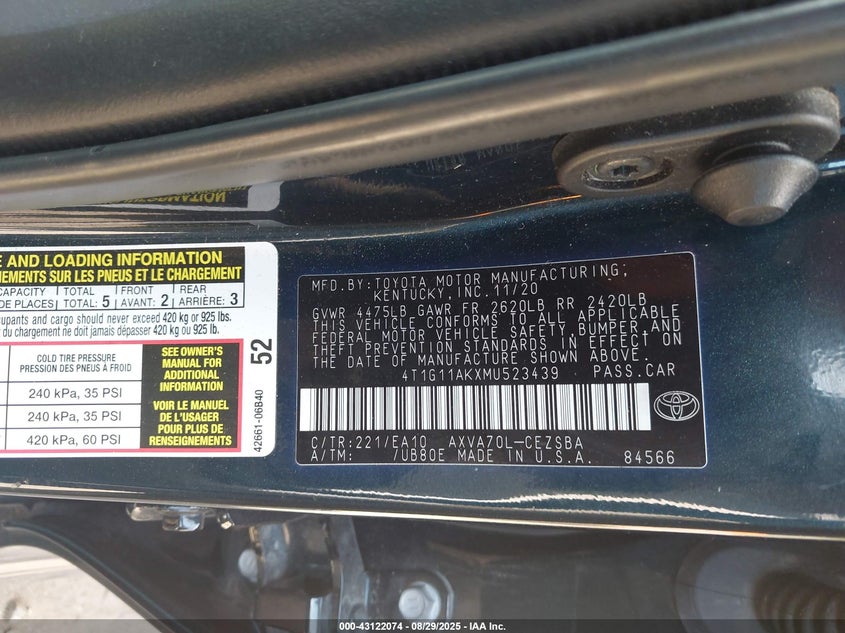 E AND LOADING INFORMATION
NEMENTS SUR LES PNEUS ET LE CHARGEMENT
CAPACITY TOTAL FRONT REAR
DE PLACES TOTAL: 5 AVANT: 2 ARRIÈRE: 3
upants and cargo should never exceed 420 kg or 925 lbs.
du chargement ne doit jamais dépasser 420 kg ou 925 lb.
COLD TIRE PRESSURE
PRESSION DES PNEUS À FROID
240 kPa, 35 PSI
240 kPa, 35 PSI
420 kPa, 60 PSI
SEE OWNER'S
MANUAL FOR
ADDITIONAL
INFORMATION
VOIR LE MANUEL
DE L'USAGER
POUR PLUS DE
RENSEIGNEMENTS
52
42661-06B40
MFD.BY:TOYOTA MOTOR MANUFACTURING,
KENTUCKY,INC.11/20
GVWR 4475LB GAWR FR 2620LB RR 2420LB
THIS VEHICLE CONFORMS TO ALL APPLICABLE
FEDERAL MOTOR VEHICLE SAFETY,BUMPER,AND
THEFT PREVENTION STANDARDS IN EFFECT ON
THE DATE OF MANUFACTURE SHOWN ABOVE.
4T1G11AKXMU523439 PASS.CAR
C/TR:221/EA10 AXVA70L-CEZSBA
A/TM: /UB80E MADE IN U.S.A. 84566
000-43122074 - 08/29/2025 - IAA Inc.